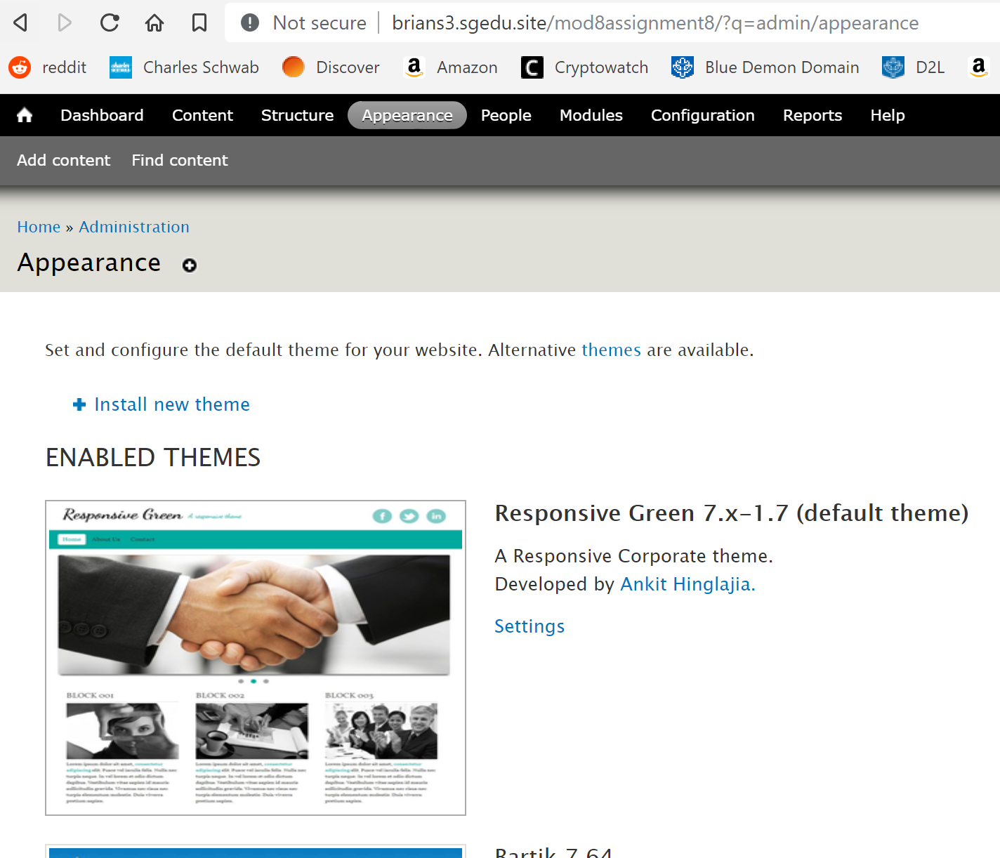 Not secure | brians3.sgedu.site/mod8assignment8/?q=admin/appearance
reddit Charles Schwab Discover Amazon Cryptowatch Blue Demon Domain D2L
Dashboard Content Structure Appearance People Modules Configuration Reports Help
Add content Find content
Home » Administration
Appearance
Set and configure the default theme for your website. Alternative themes are available.
Install new theme
ENABLED THEMES
Responsive Green A responsive theme
Home About Us Contact
BLOCK 001 BLOCK 002 BLOCK 003
Responsive Green 7.x-1.7 (default theme)
A Responsive Corporate theme.
Developed by Ankit Hinglajia.
Settings
Bartik 7.64